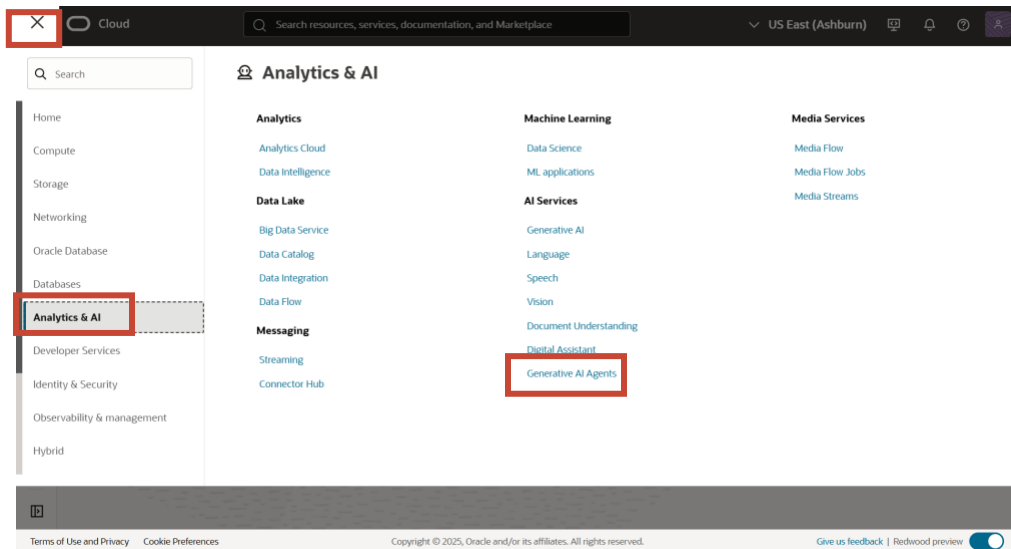 Cloud
Search resources, services, documentation, and Marketplace
US East (Ashburn)
Search
Home
Compute
Storage
Networking
Oracle Database
Databases
Analytics & AI
Developer Services
Identity & Security
Observability & management
Hybrid
Analytics & AI
Analytics
Analytics Cloud
Data Intelligence
Data Lake
Big Data Service
Data Catalog
Data Integration
Data Flow
Messaging
Streaming
Connector Hub
Machine Learning
Data Science
ML applications
AI Services
Generative AI
Language
Speech
Vision
Document Understanding
Digital Assistant
Generative AI Agents
Media Services
Media Flow
Media Flow Jobs
Media Streams
Terms of Use and Privacy Cookie Preferences
Copyright © 2025, Oracle and/or its affiliates. All rights reserved.
Give us feedback | Redwood preview